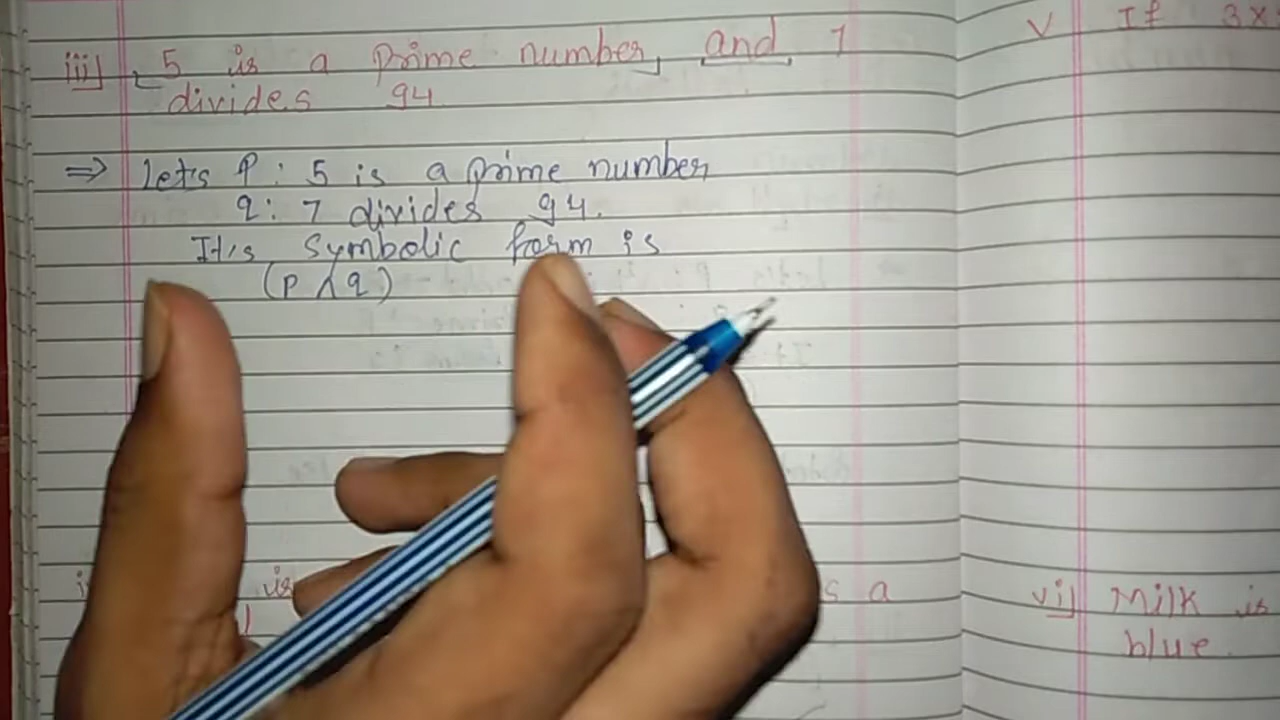 iii] 5 is a prime number and 7
divides 94
⇒ Let's P : 5 is a prime number
q : 7 divides 94.
It's symbolic form is
(p ∧ q)
is a
V If 3x
vi] Milk is
blue.